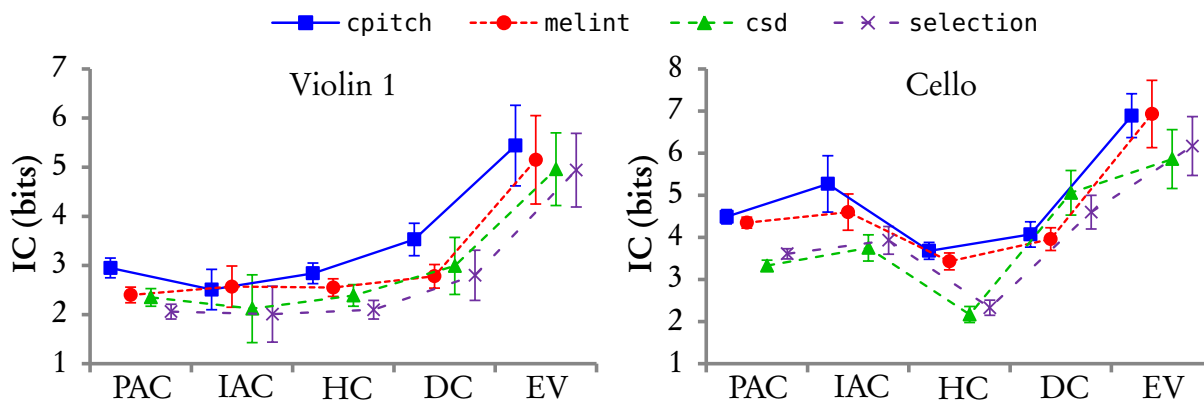 cpitch melint csd selection
Violin 1
IC (bits)
7
6
5
4
3
2
1
PAC IAC HC DC EV
Cello
IC (bits)
8
7
6
5
4
3
2
1
PAC IAC HC DC EV